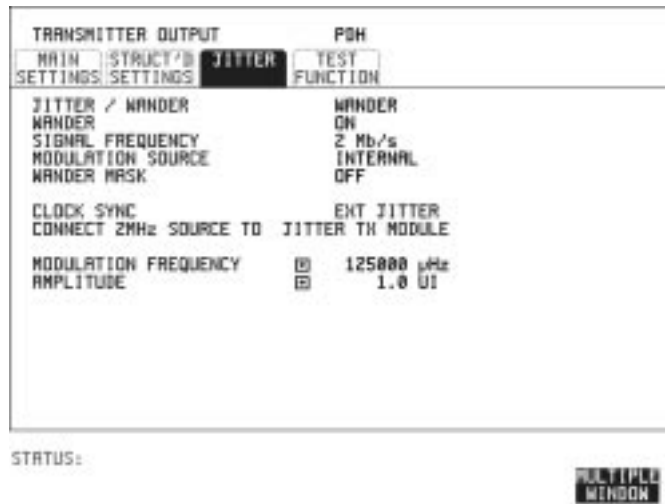 TRANSMITTER OUTPUT PDH
MAIN SETTINGS STRUCT'D SETTINGS JITTER TEST FUNCTION
JITTER / WANDER WANDER
WANDER ON
SIGNAL FREQUENCY 2 Mb/s
MODULATION SOURCE INTERNAL
WANDER MASK OFF
CLOCK SYNC EXT JITTER
CONNECT 2MHz SOURCE TO JITTER TX MODULE
MODULATION FREQUENCY 125000 µHz
AMPLITUDE 1.0 UI
STATUS:
MULTIPLE
WINDOW